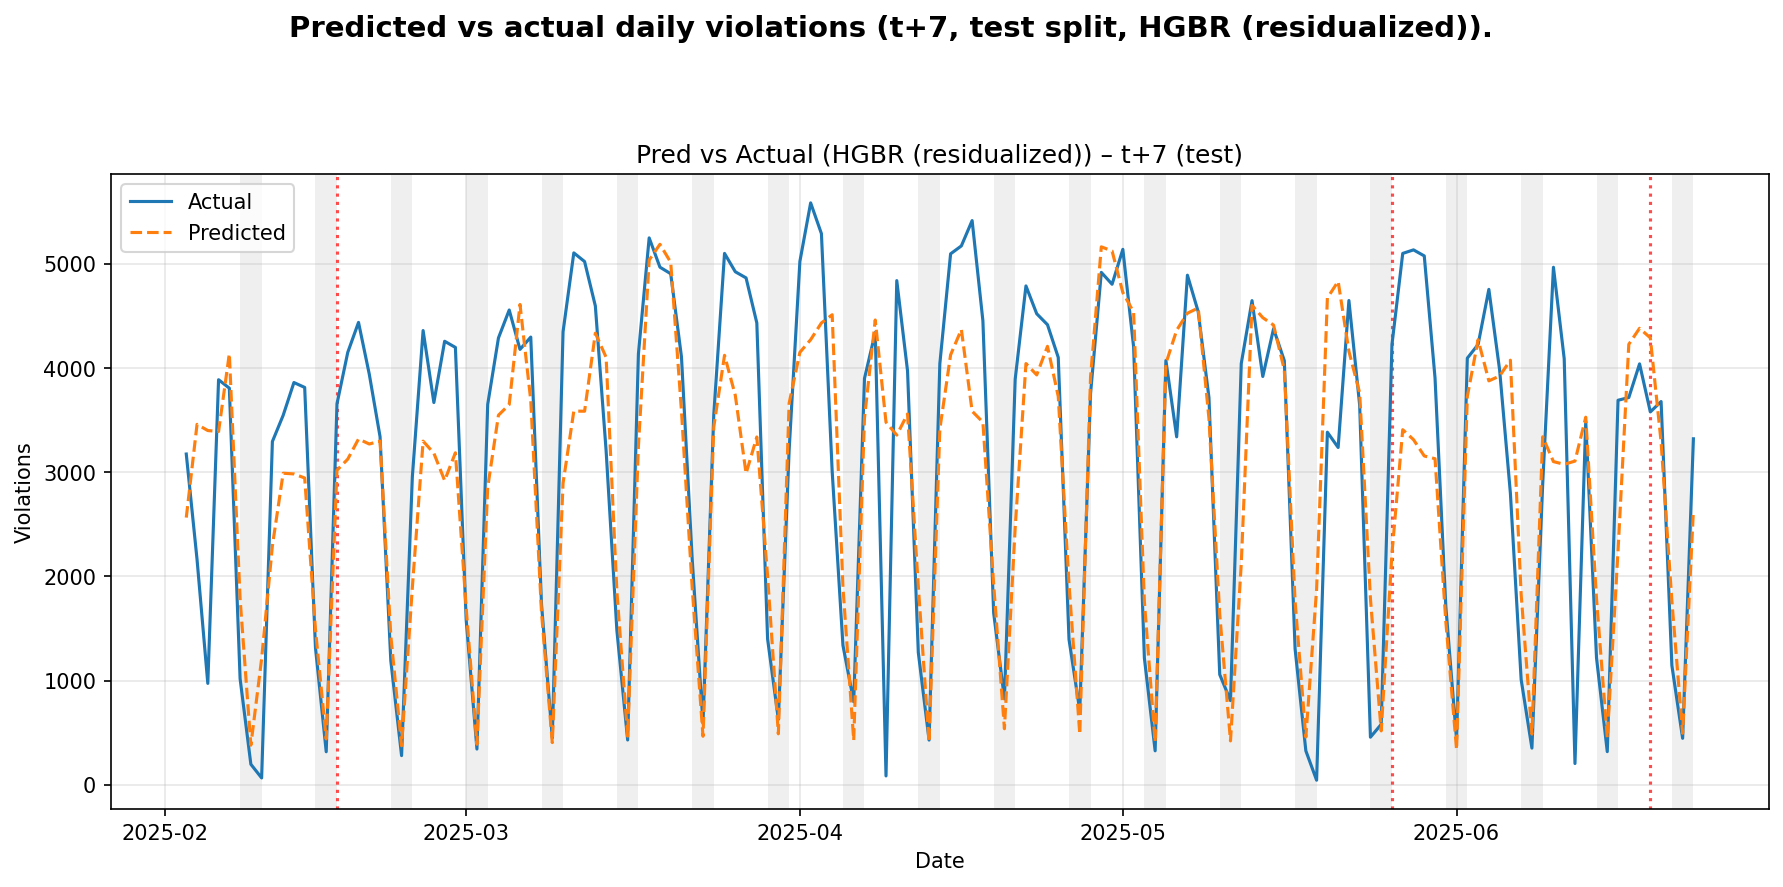 Predicted vs actual daily violations (t+7, test split, HGBR (residualized)).
Pred vs Actual (HGBR (residualized)) – t+7 (test)
Actual
Predicted
Violations
5000
4000
3000
2000
1000
0
2025-02
2025-03
2025-04
2025-05
2025-06
Date